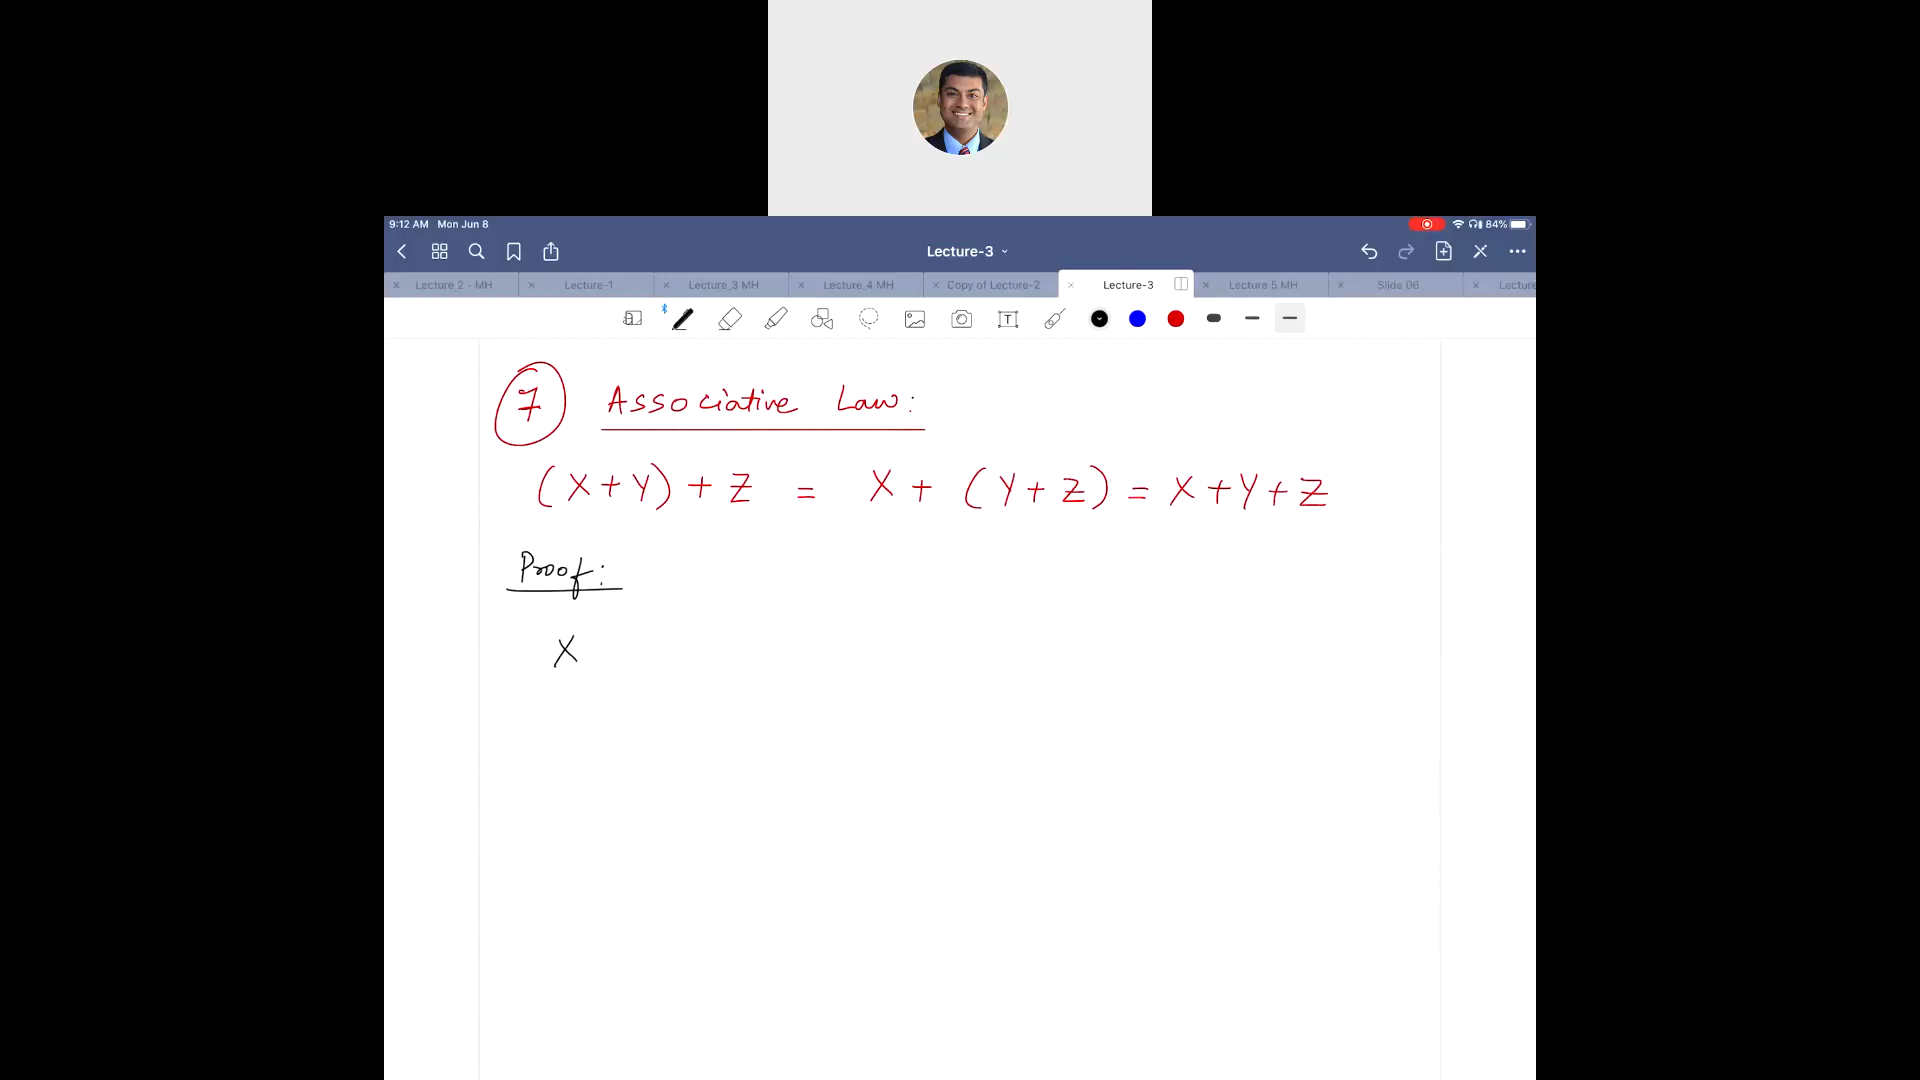 9:12 AM Mon Jun 8
84%
Lecture-3
Lecture 2 - MH
Lecture-1
Lecture_3 MH
Lecture_4 MH
Copy of Lecture-2
Lecture-3
Lecture 5 MH
Slide 06
Lecture
T
7 Associative Law:
(X+Y) + Z = X + (Y+Z) = X+Y+Z
Proof:
X